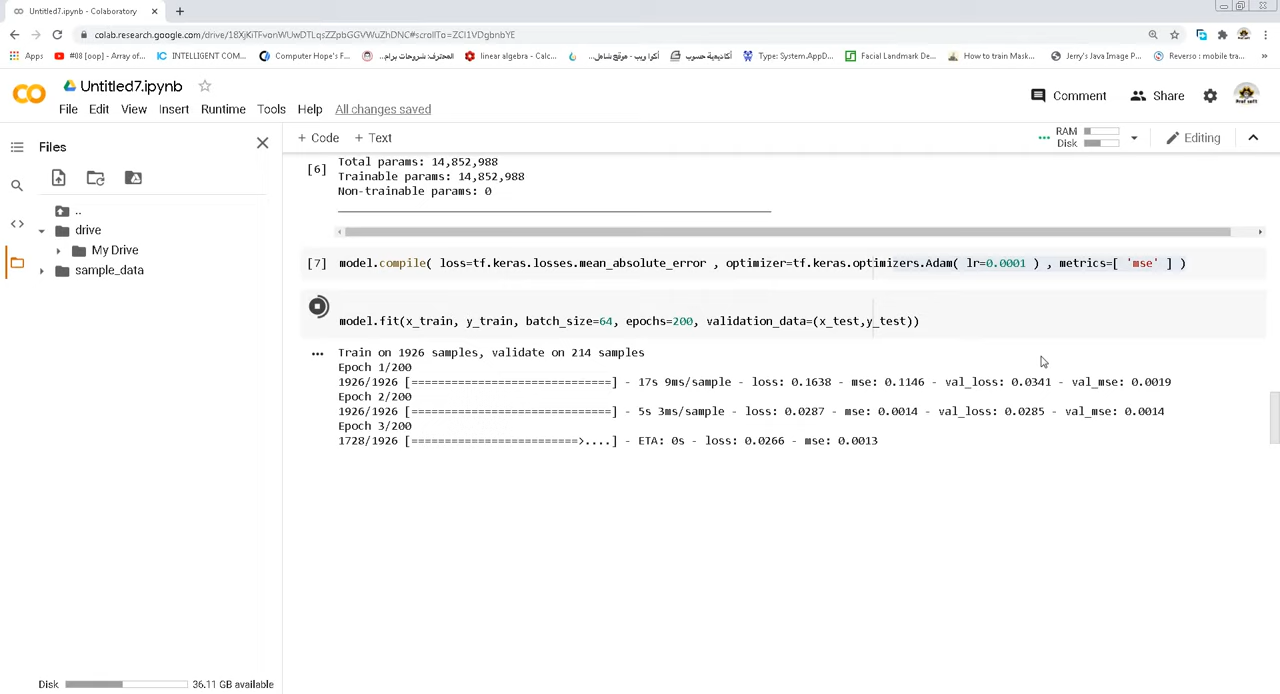 Untitled7.ipynb - Colaboratory
colab.research.google.com/drive/18XjKiTFvonWUwDTLqsZZpbGGVWuZhDNC#scrollTo=ZCl1VDgbnbYE
Apps #08 [oop] - Array of... INTELLIGENT COM... Computer Hope's F... المحترف: شروحات برام... linear algebra - Calc... أكرا ريب - موقع شامل... أكاديمية حسوب Type: System.AppD... Facial Landmark De... How to train Mask... Jerry's Java Image P... Reverso : mobile tra...
Untitled7.ipynb
File Edit View Insert Runtime Tools Help All changes saved
Comment Share
Files
+ Code + Text
RAM
Disk
Editing
..
drive
My Drive
sample_data
[6] Total params: 14,852,988
Trainable params: 14,852,988
Non-trainable params: 0
[7] model.compile( loss=tf.keras.losses.mean_absolute_error , optimizer=tf.keras.optimizers.Adam( lr=0.0001 ) , metrics=[ 'mse' ] )
model.fit(x_train, y_train, batch_size=64, epochs=200, validation_data=(x_test,y_test))
Train on 1926 samples, validate on 214 samples
Epoch 1/200
1926/1926 [==============================] - 17s 9ms/sample - loss: 0.1638 - mse: 0.1146 - val_loss: 0.0341 - val_mse: 0.0019
Epoch 2/200
1926/1926 [==============================] - 5s 3ms/sample - loss: 0.0287 - mse: 0.0014 - val_loss: 0.0285 - val_mse: 0.0014
Epoch 3/200
1728/1926 [=========================>....] - ETA: 0s - loss: 0.0266 - mse: 0.0013
Disk 36.11 GB available